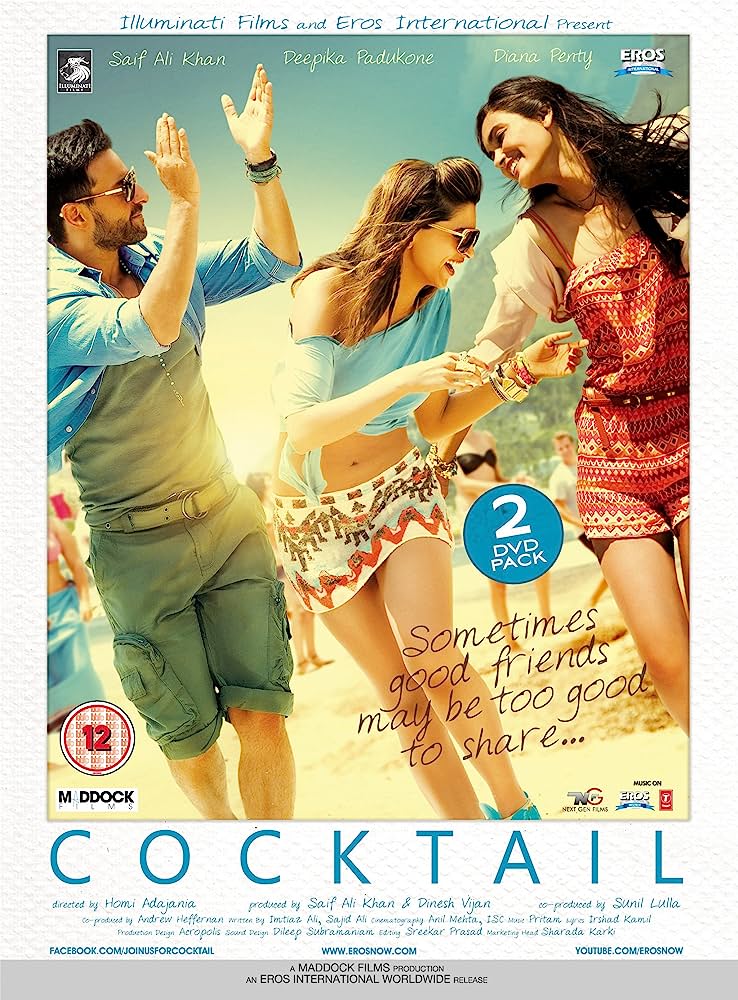 Illuminati Films and Eros International Present
Saif Ali Khan Deepika Padukone Diana Penty
ILLUMINATI
FILMS
EROS
INTERNATIONAL
2
DVD
PACK
Sometimes
good friends
may be too good
to share...
12
MADDOCK
FILMS
NG
NEXT GEN FILMS
MUSIC ON
EROS
MUSIC
T
COCKTAIL
directed by Homi Adajania produced by Saif Ali Khan & Dinesh Vijan co-produced by Sunil Lulla
Co-produced by Andrew Heffernan Written By Imtiaz Ali, Sajid Ali Cinematography Anil Mehta, ISC Music Pritam Lyrics Irshad Kamil
Production Design Acropolis Sound Design Dileep Subramaniam Editing Sreekar Prasad Marketing Head Sharada Karki
FACEBOOK.COM/JOINUSFORCOCKTAIL WWW.EROSNOW.COM YOUTUBE.COM/EROSNOW
A MADDOCK FILMS PRODUCTION
AN EROS INTERNATIONAL WORLDWIDE RELEASE